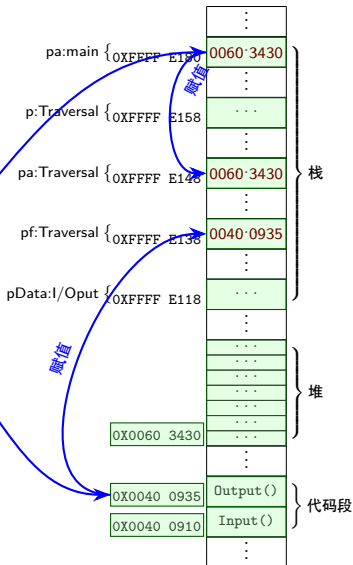 pa:main { 0XFFFF E180 0060 3430
赋值
p:Traversal { 0XFFFF E158 ...
pa:Traversal { 0XFFFF E148 0060 3430
栈
pf:Traversal { 0XFFFF E138 0040 0935
pData:I/Oput { 0XFFFF E118 ...
赋值
...
...
...
堆
...
...
...
0X0060 3430 ...
0X0040 0935 Output()
代码段
0X0040 0910 Input()